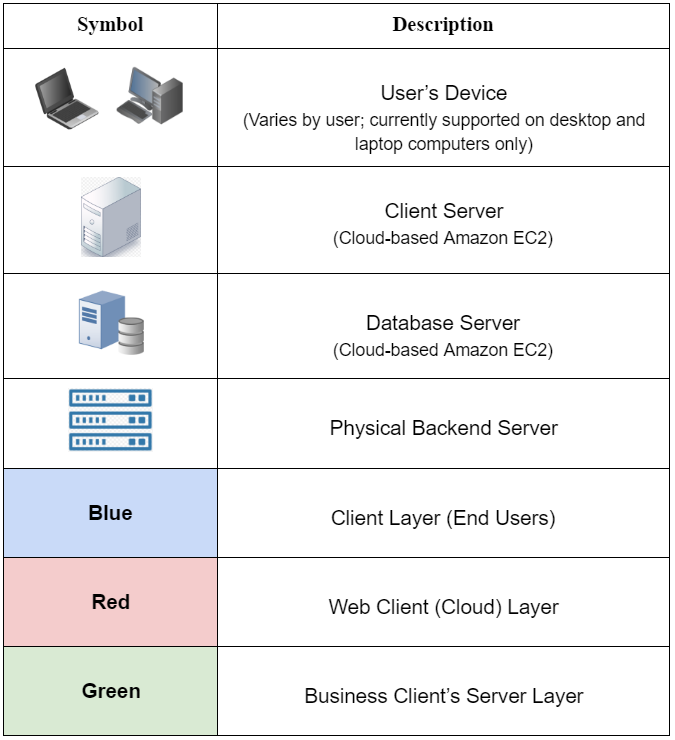 Symbol
Description
User's Device
(Varies by user; currently supported on desktop and
laptop computers only)
Client Server
(Cloud-based Amazon EC2)
Database Server
(Cloud-based Amazon EC2)
Physical Backend Server
Blue
Client Layer (End Users)
Red
Web Client (Cloud) Layer
Green
Business Client's Server Layer